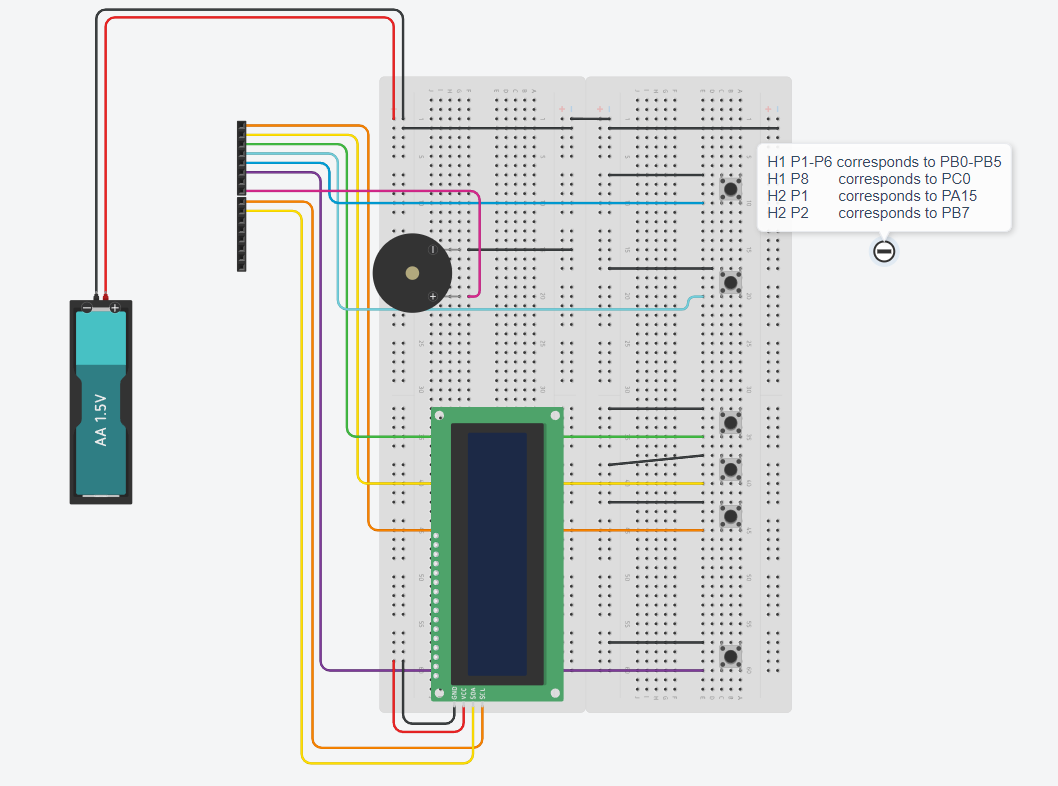 H1 P1-P6 corresponds to PB0-PB5
H1 P8 corresponds to PC0
H2 P1 corresponds to PA15
H2 P2 corresponds to PB7
AA 1.5V
GND
VCC
SDA
SCL